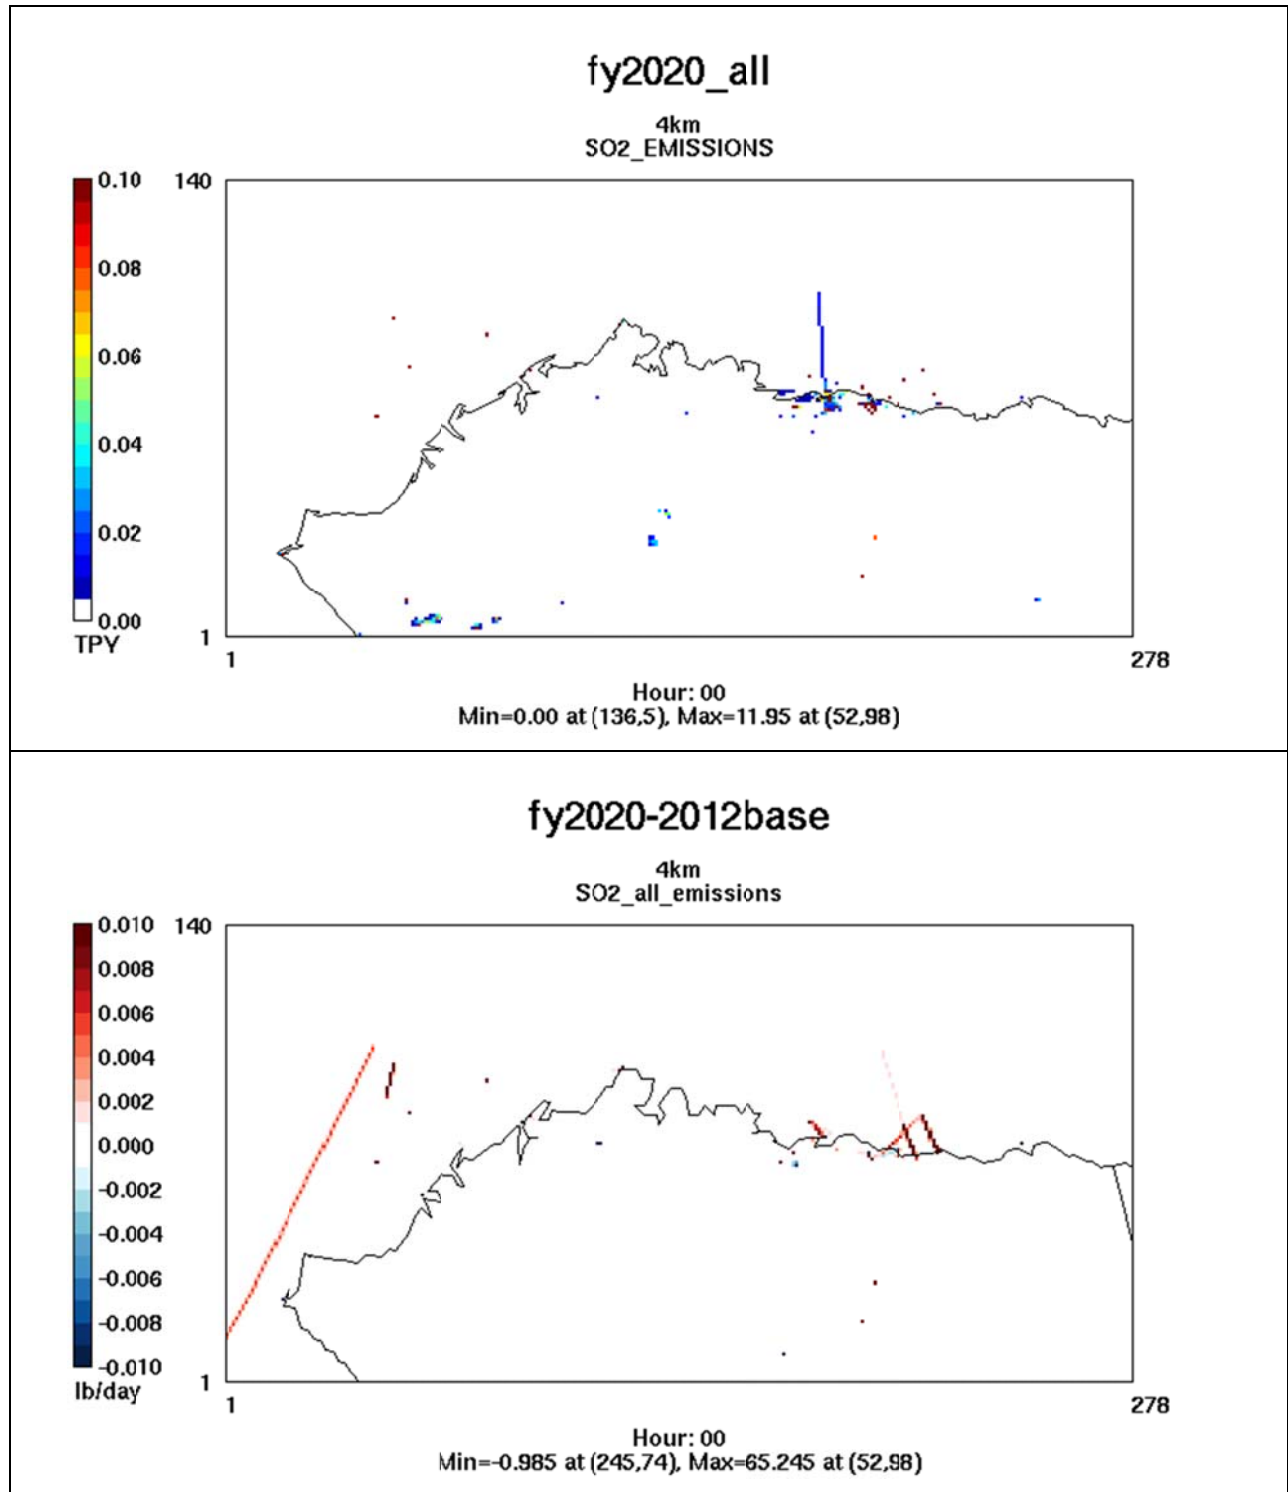 fy2020_all
4km
SO2_EMISSIONS
0.10
140
0.08
0.06
0.04
0.02
0.00
TPY
1
1
278
Hour: 00
Min=0.00 at (136,5), Max=11.95 at (52,98)
fy2020-2012base
4km
SO2_all_emissions
0.010
140
0.008
0.006
0.004
0.002
0.000
-0.002
-0.004
-0.006
-0.008
-0.010
lb/day
1
1
278
Hour: 00
Min=-0.985 at (245,74), Max=65.245 at (52,98)